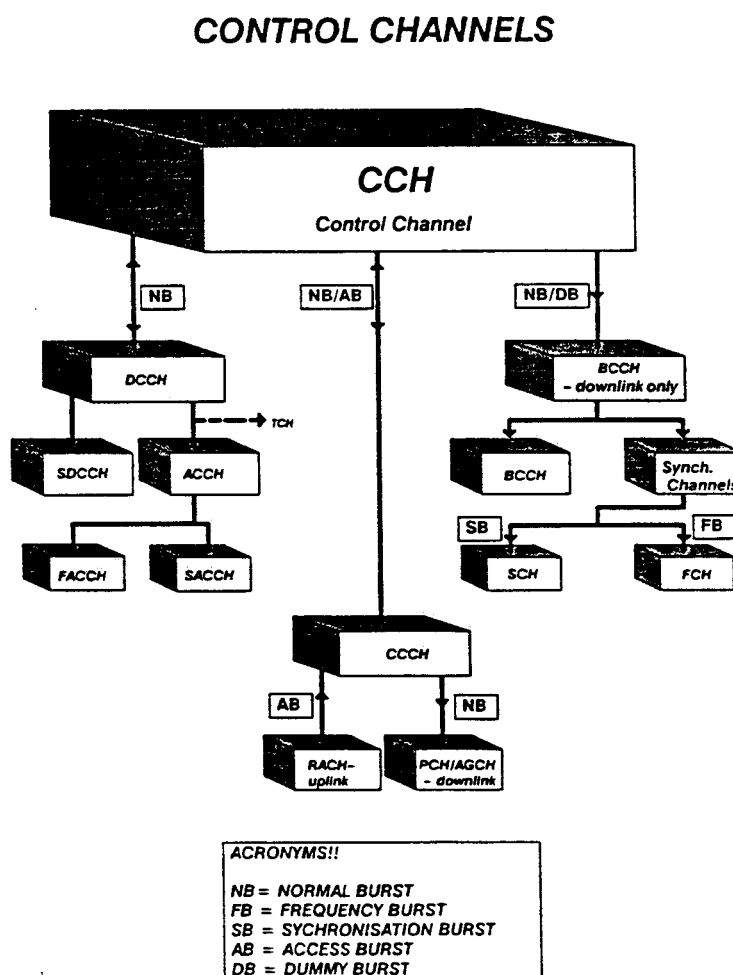 CONTROL CHANNELS
CCH
Control Channel
NB
NB/AB
NB/DB
DCCH
BCCH
- downlink only
TCH
SDCCH
ACCH
BCCH
Synch.
Channels
SB
FB
FACCH
SACCH
SCH
FCH
CCCH
AB
NB
RACH-
uplink
PCH/AGCH
- downlink
ACRONYMS!!
NB = NORMAL BURST
FB = FREQUENCY BURST
SB = SYCHRONISATION BURST
AB = ACCESS BURST
DB = DUMMY BURST